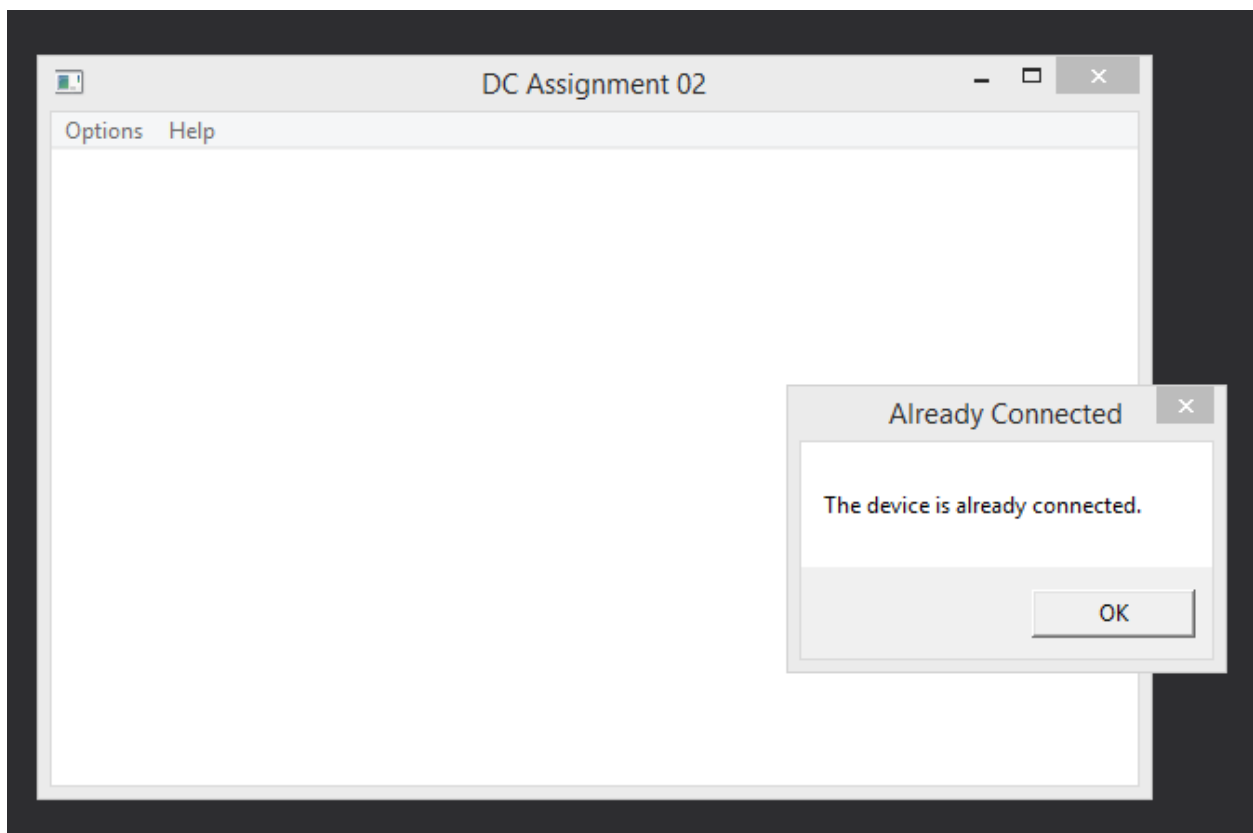 DC Assignment 02
Options Help
Already Connected
The device is already connected.
OK